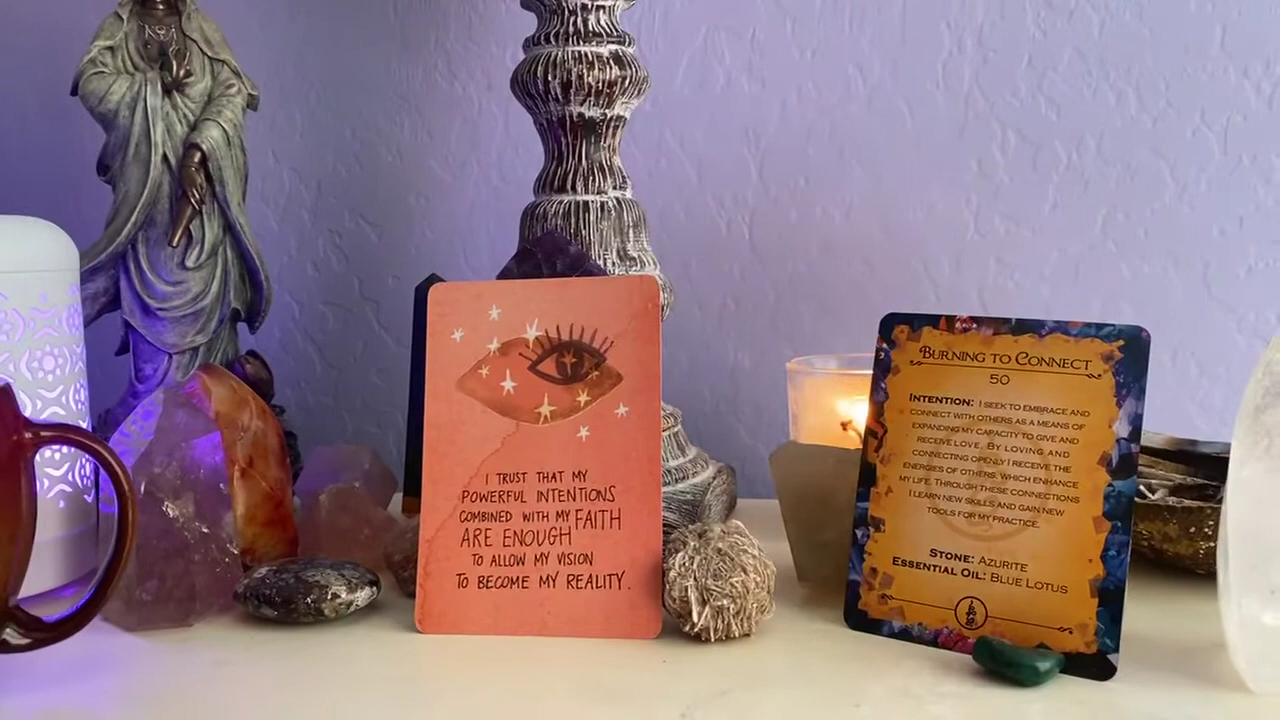 I TRUST THAT MY
POWERFUL INTENTIONS
COMBINED WITH MY FAITH
ARE ENOUGH
TO ALLOW MY VISION
TO BECOME MY REALITY.
BURNING TO CONNECT
50
INTENTION: I SEEK TO EMBRACE AND
CONNECT WITH OTHERS AS A MEANS OF
EXPANDING MY CAPACITY TO GIVE AND
RECEIVE LOVE. BY LOVING AND
CONNECTING OPENLY I RECEIVE THE
ENERGIES OF OTHERS, WHICH ENHANCE
MY LIFE. THROUGH THESE CONNECTIONS
I LEARN NEW SKILLS AND GAIN NEW
TOOLS FOR MY PRACTICE.
STONE: AZURITE
ESSENTIAL OIL: BLUE LOTUS